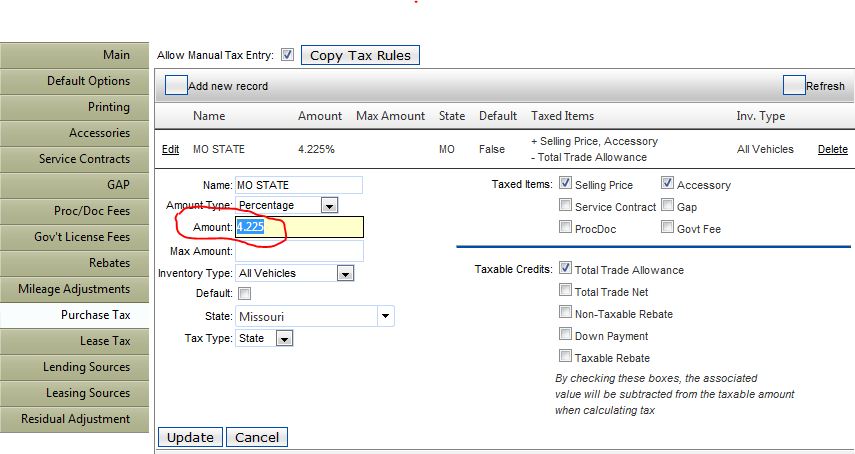 Main
Default Options
Printing
Accessories
Service Contracts
GAP
Proc/Doc Fees
Gov't License Fees
Rebates
Mileage Adjustments
Purchase Tax
Lease Tax
Lending Sources
Leasing Sources
Residual Adjustment
Allow Manual Tax Entry: Copy Tax Rules
Add new record Refresh
Name Amount Max Amount State Default Taxed Items Inv. Type
Edit MO STATE 4.225% MO False + Selling Price, Accessory All Vehicles Delete
- Total Trade Allowance
Name: MO STATE
Amount Type: Percentage
Amount: 4.225
Max Amount:
Inventory Type: All Vehicles
Default:
State: Missouri
Tax Type: State
Taxed Items: Selling Price Accessory
Service Contract Gap
ProcDoc Govt Fee
Taxable Credits: Total Trade Allowance
Total Trade Net
Non-Taxable Rebate
Down Payment
Taxable Rebate
By checking these boxes, the associated
value will be subtracted from the taxable amount
when calculating tax
Update Cancel